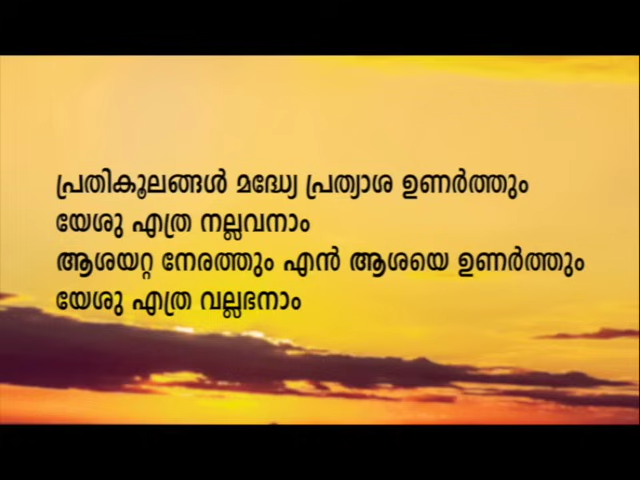 പ്രതികൂലങ്ങൾ മദ്ധ്യേ പ്രത്യാശ ഉണർത്തും
യേശു എത്ര നല്ലവനാം
ആശയറ്റ നേരത്തും എൻ ആശയെ ഉണർത്തും
യേശു എത്ര വല്ലഭനാം